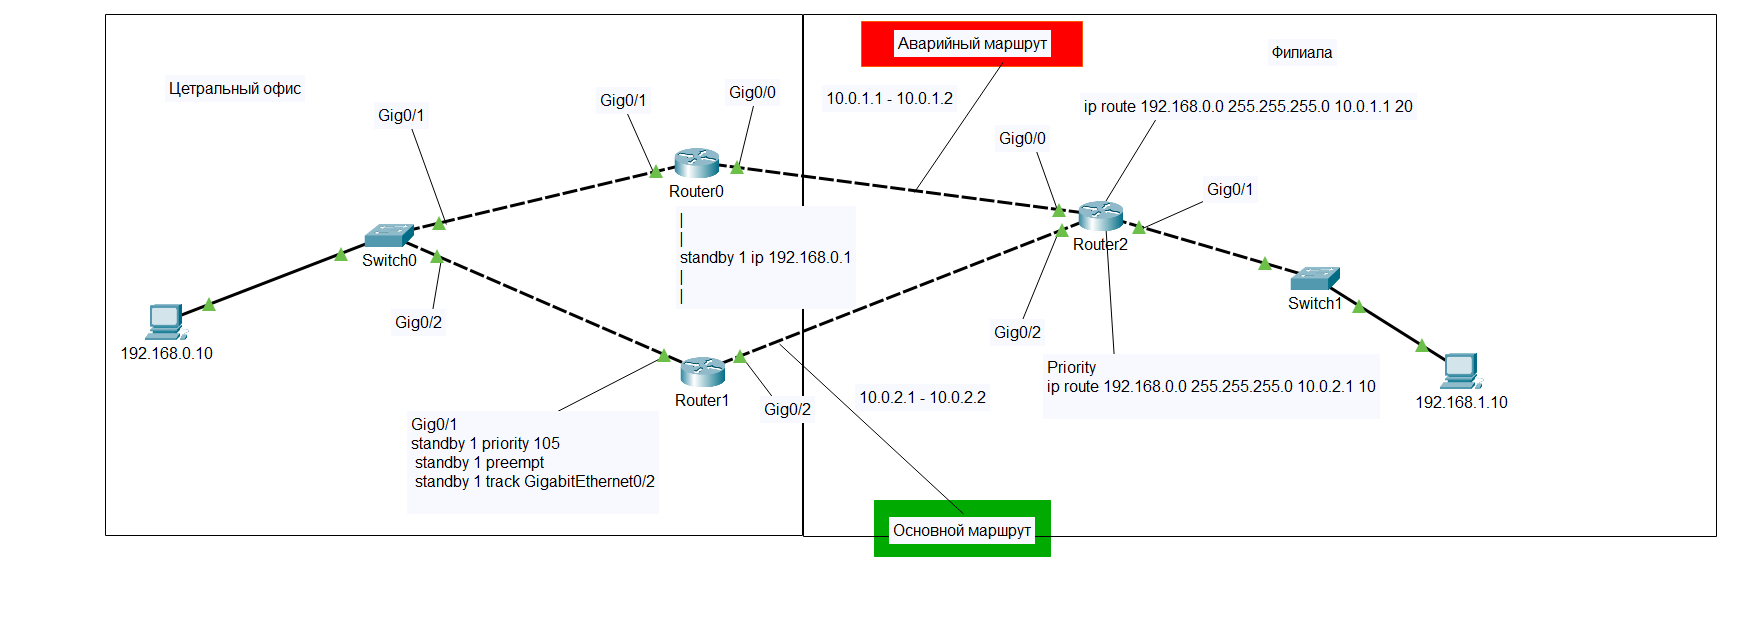 Цетральный офис
Gig0/1
Gig0/1
Gig0/0
Аварийный маршрут
10.0.1.1 - 10.0.1.2
Филиала
ip route 192.168.0.0 255.255.255.0 10.0.1.1 20
Gig0/0
Gig0/1
Router0
|
|
standby 1 ip 192.168.0.1
|
|
Switch0
Router2
Switch1
Gig0/2
Gig0/2
192.168.0.10
Router1
Gig0/2
10.0.2.1 - 10.0.2.2
Priority
ip route 192.168.0.0 255.255.255.0 10.0.2.1 10
192.168.1.10
Gig0/1
standby 1 priority 105
standby 1 preempt
standby 1 track GigabitEthernet0/2
Основной маршрут